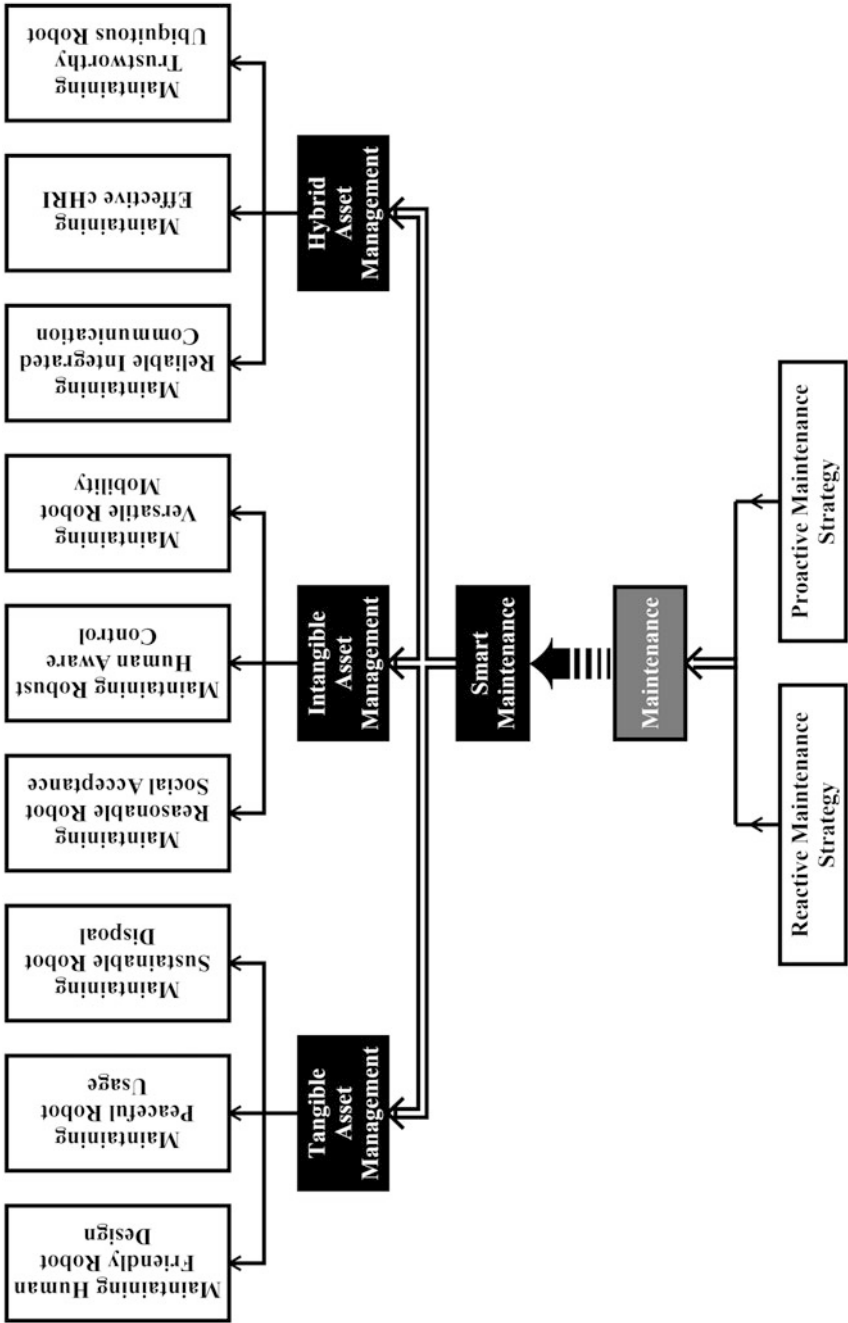 Maintaining Human
Friendly Robot
Design
Maintaining
Peaceful Robot
Usage
Maintaining
Sustainable Robot
Dispoal
Maintaining
Reasonable Robot
Social Acceptance
Maintaining Robust
Human Aware
Control
Maintaining
Versatile Robot
Mobility
Maintaining
Reliable Integrated
Communication
Maintaining
Effective cHRI
Maintaining
Trustworthy
Ubiquitous Robot
Tangible
Asset
Management
Intangible
Asset
Management
Hybrid
Asset
Management
Smart
Maintenance
Maintenance
Reactive Maintenance
Strategy
Proactive Maintenance
Strategy